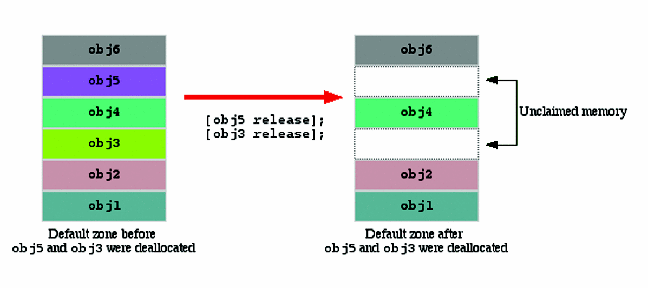 obj6
obj5
obj4
obj3
obj2
obj1
Default zone before
obj5 and obj3 were deallocated
[obj5 release];
[obj3 release];
obj6
obj4
obj2
obj1
Default zone after
obj5 and obj3 were deallocated
Unclaimed memory